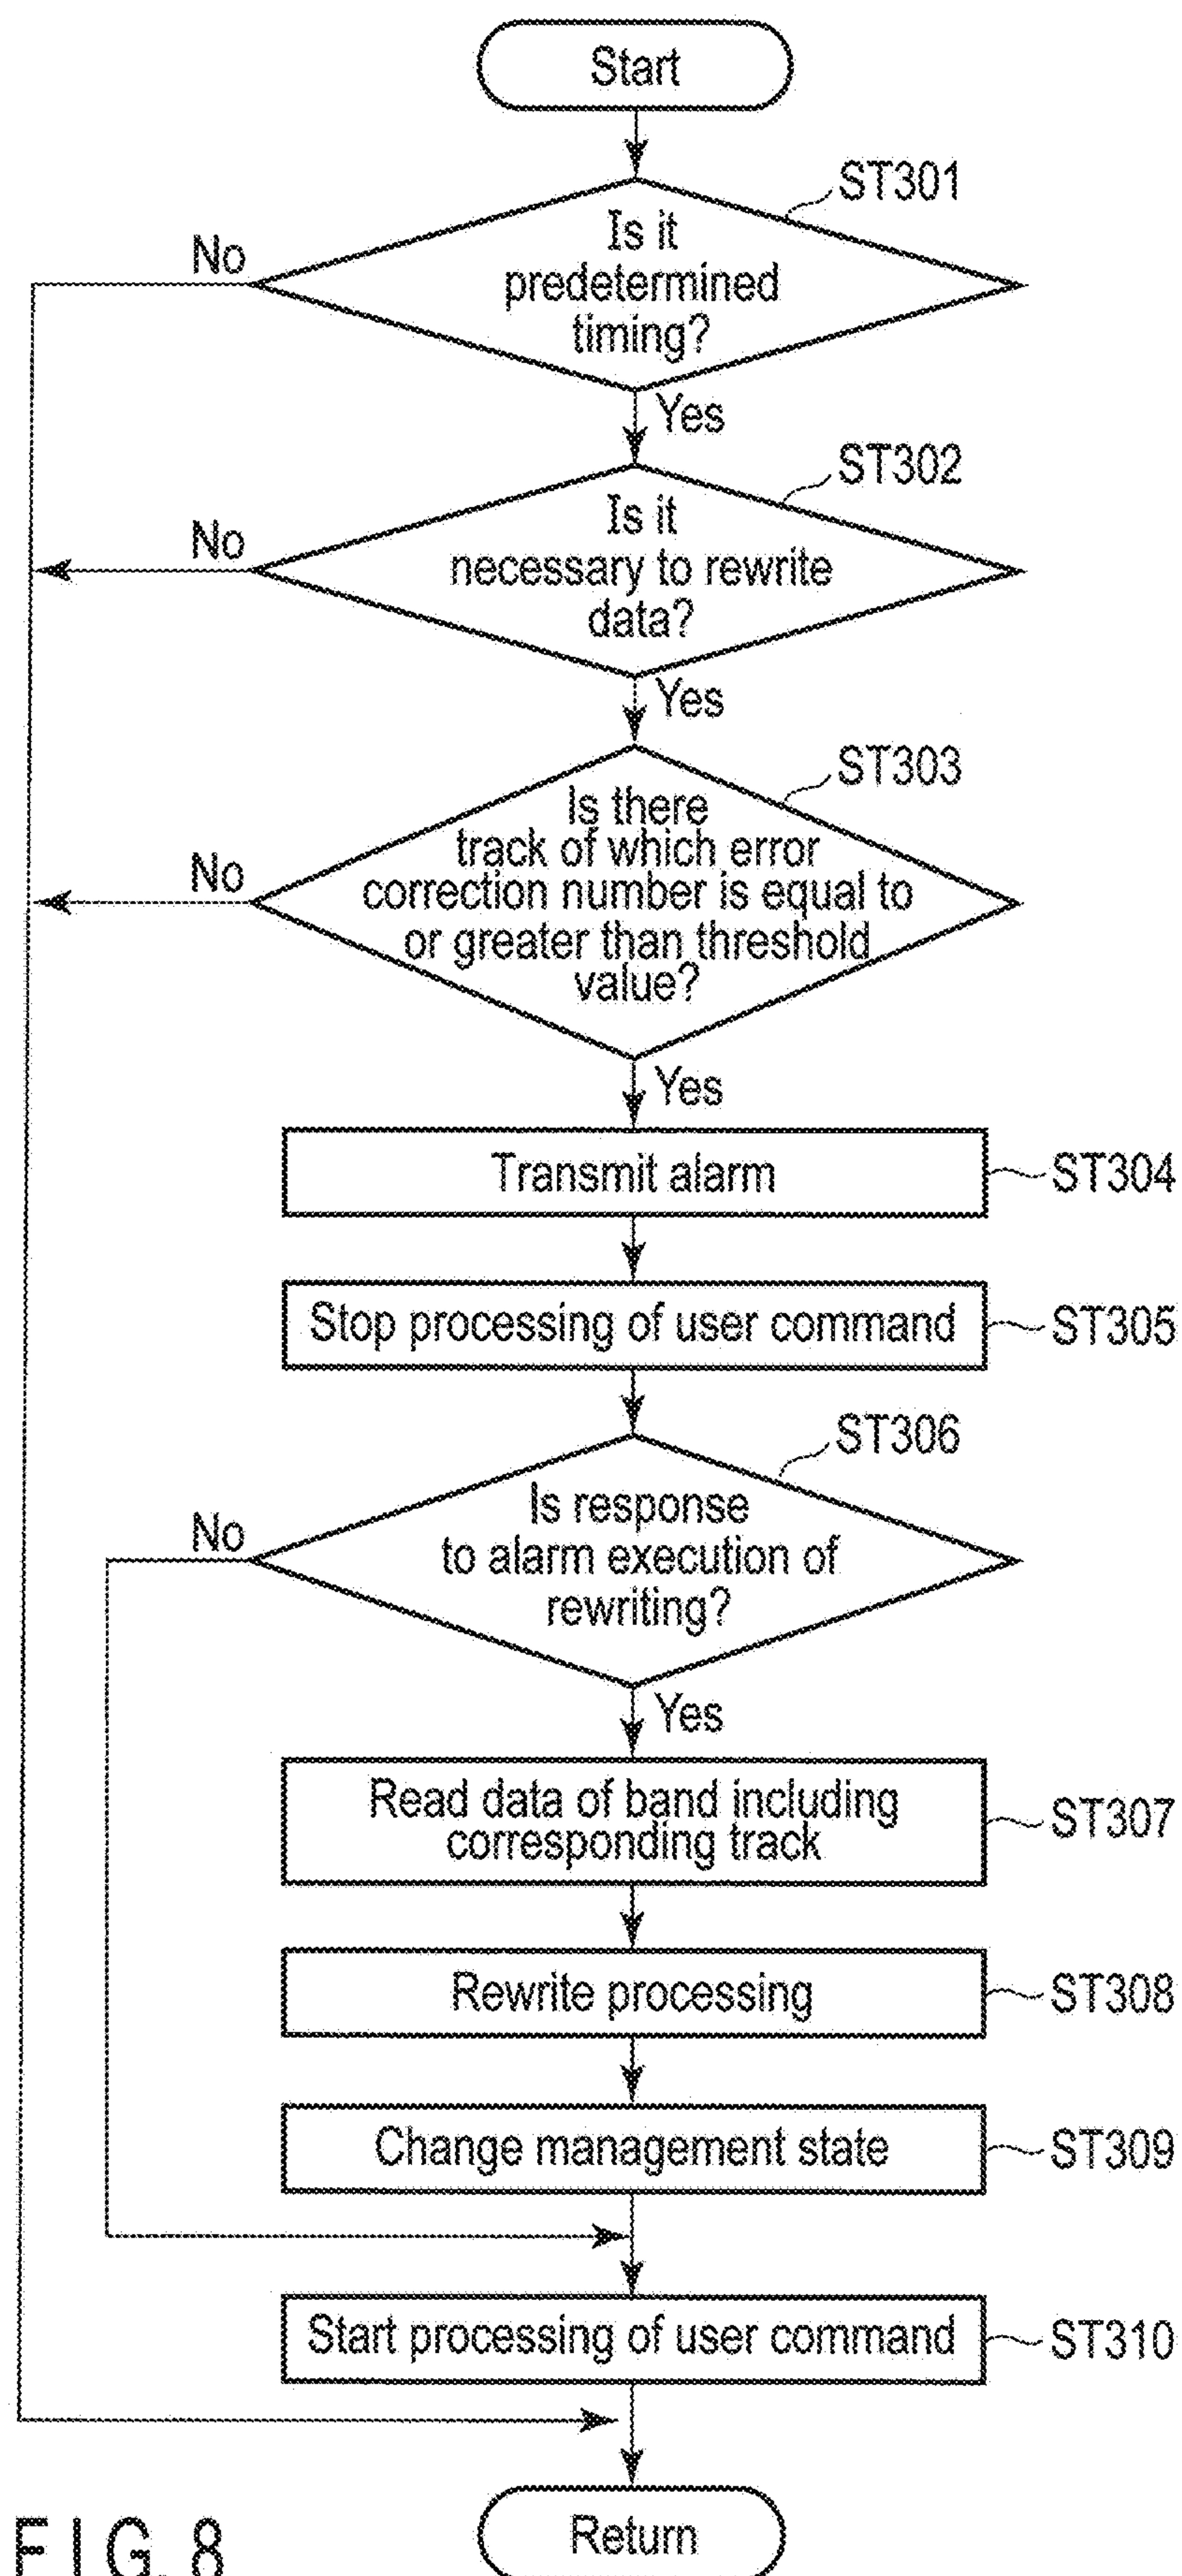 Start
ST301
Is it
predetermined
timing?
No
Yes
ST302
Is it
necessary to rewrite
data?
No
Yes
ST303
Is there
track of which error
correction number is equal to
or greater than threshold
value?
No
Yes
Transmit alarm
ST304
Stop processing of user command
ST305
ST306
Is response
to alarm execution of
rewriting?
No
Yes
Read data of band including
corresponding track
ST307
Rewrite processing
ST308
Change management state
ST309
Start processing of user command
ST310
Return
FIG. 8